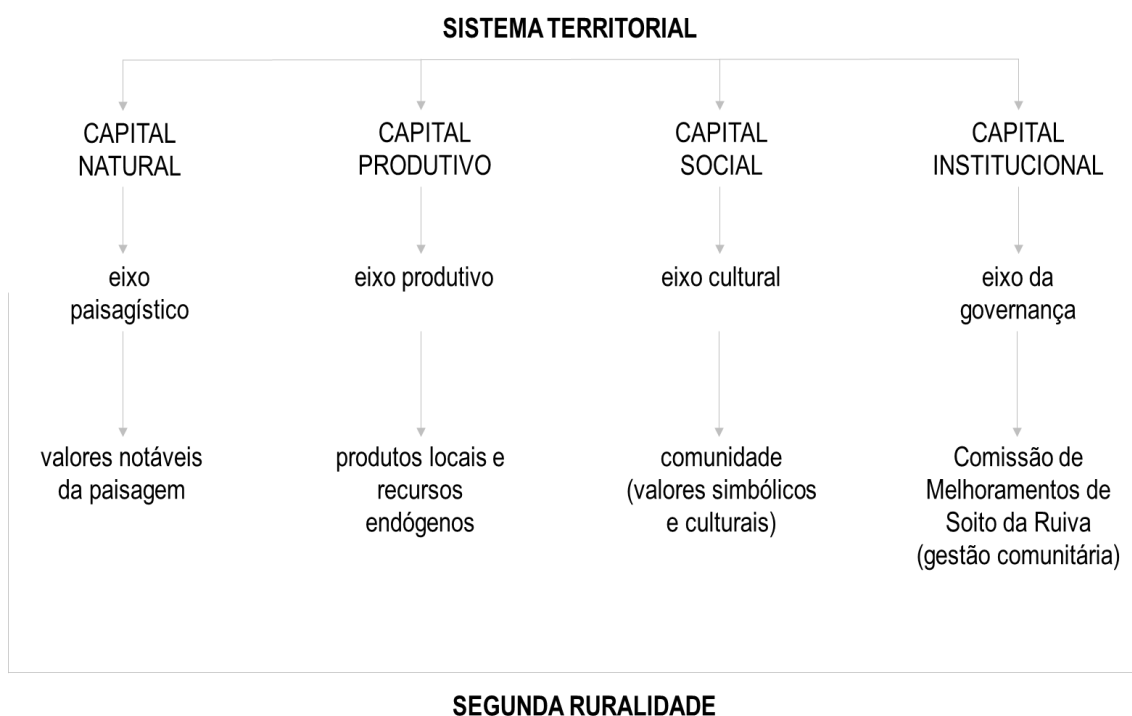 SISTEMA TERRITORIAL
CAPITAL
NATURAL
CAPITAL
PRODUTIVO
CAPITAL
SOCIAL
CAPITAL
INSTITUCIONAL
eixo
paisagístico
eixo produtivo
eixo cultural
eixo da
governança
valores notáveis
da paisagem
produtos locais e
recursos
endógenos
comunidade
(valores simbólicos
e culturais)
Comissão de
Melhoramentos de
Soito da Ruiva
(gestão comunitária)
SEGUNDA RURALIDADE